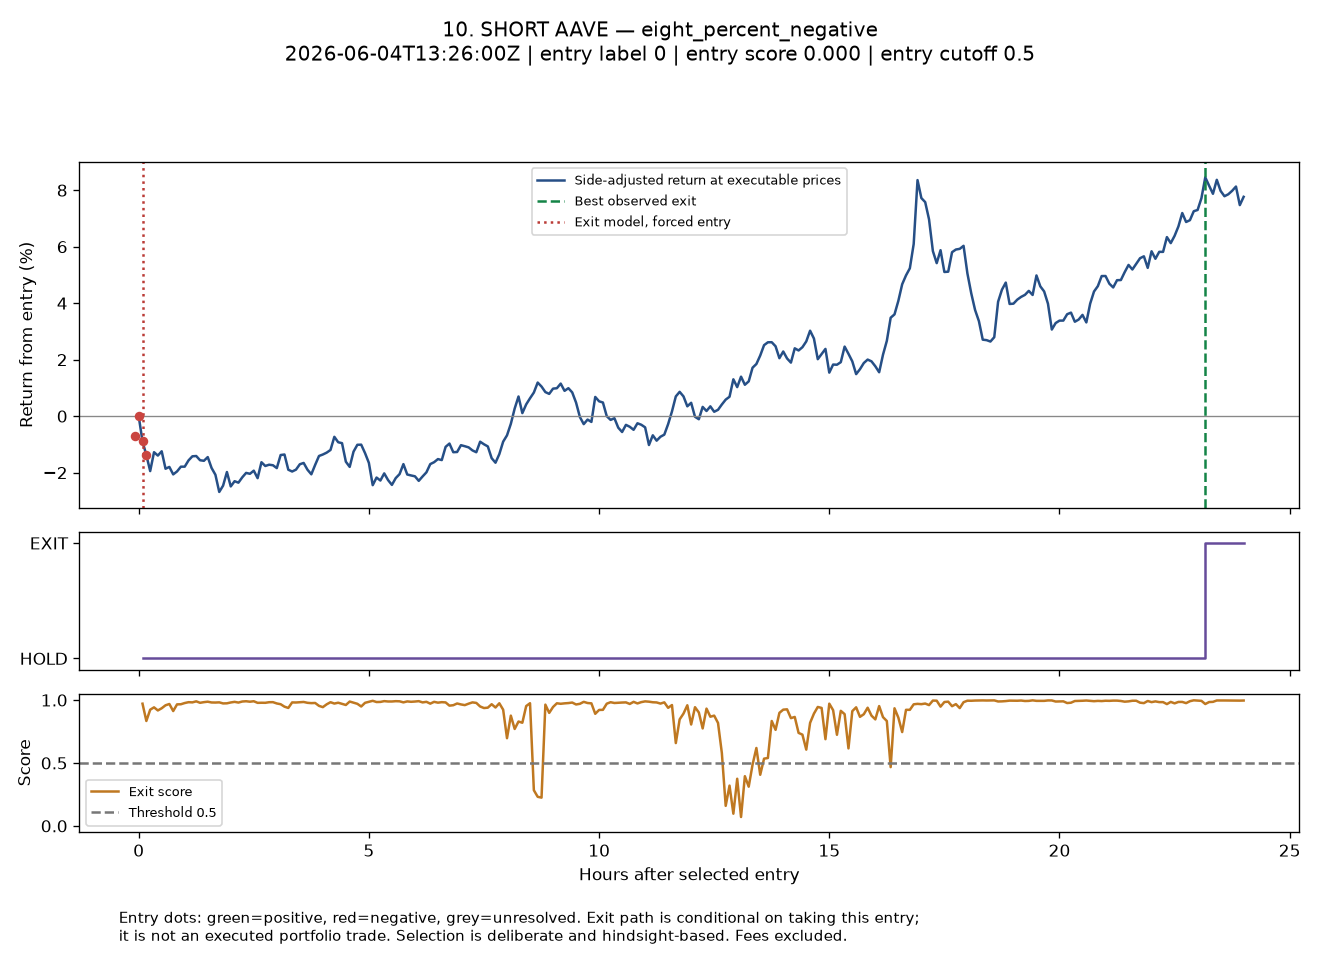 10. SHORT AAVE — eight_percent_negative
2026-06-04T13:26:00Z | entry label 0 | entry score 0.000 | entry cutoff 0.5
Return from entry (%)
8
6
4
2
0
−2
Side-adjusted return at executable prices
Best observed exit
Exit model, forced entry
EXIT
HOLD
Score
1.0
0.5
0.0
Exit score
Threshold 0.5
0 5 10 15 20 25
Hours after selected entry
Entry dots: green=positive, red=negative, grey=unresolved. Exit path is conditional on taking this entry;
it is not an executed portfolio trade. Selection is deliberate and hindsight-based. Fees excluded.